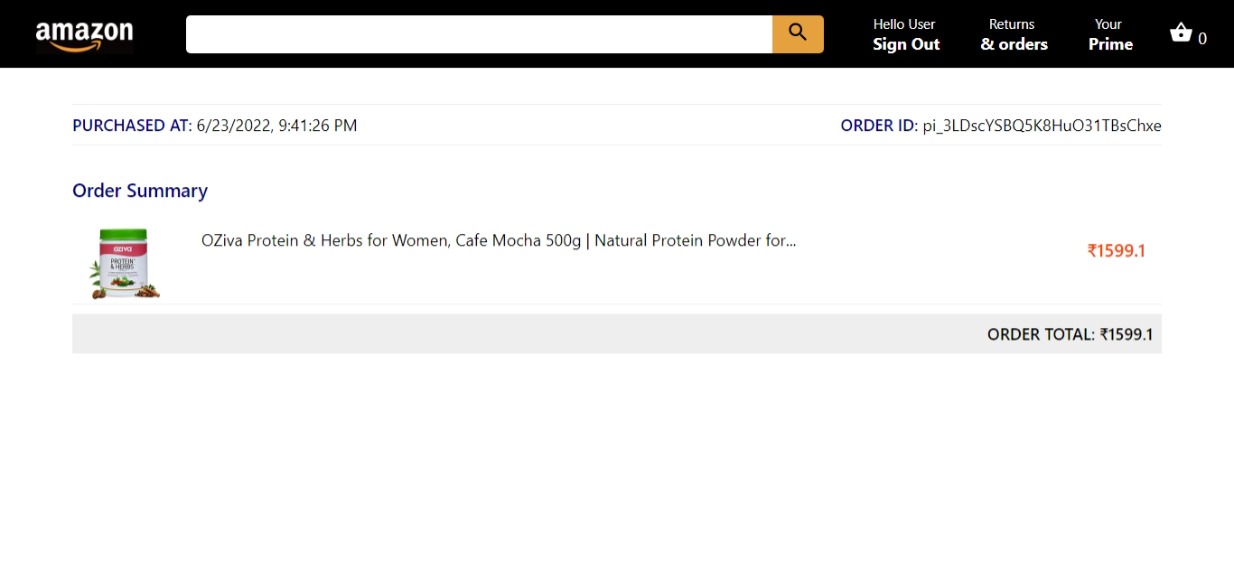 amazon
Hello User
Sign Out
Returns
& orders
Your
Prime
0
PURCHASED AT: 6/23/2022, 9:41:26 PM
ORDER ID: pi_3LDscYSBQ5K8HuO31TBsChxe
Order Summary
OZIVA
PROTEIN
& HERBS
OZiva Protein & Herbs for Women, Cafe Mocha 500g | Natural Protein Powder for...
₹1599.1
ORDER TOTAL: ₹1599.1